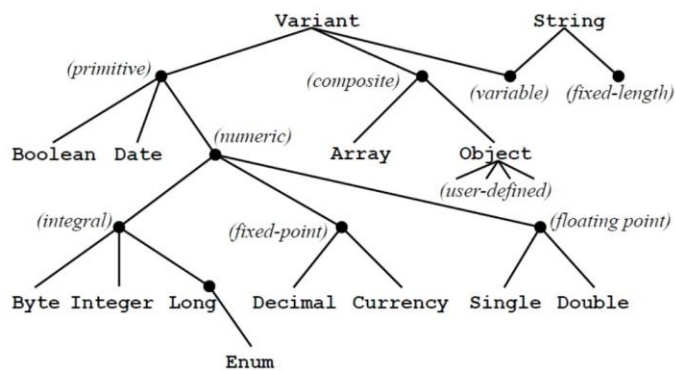 Variant String
(primitive) (composite) (variable) (fixed-length)
Boolean Date (numeric) Array Object
(user-defined)
(integral) (fixed-point) (floating point)
Byte Integer Long Decimal Currency Single Double
Enum